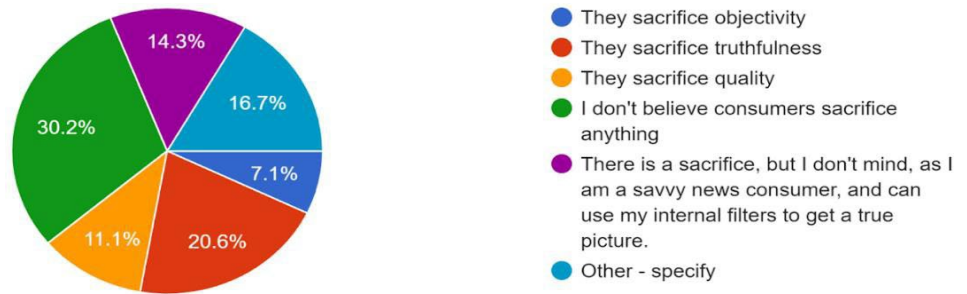 14.3%
16.7%
30.2%
7.1%
11.1%
20.6%
They sacrifice objectivity
They sacrifice truthfulness
They sacrifice quality
I don't believe consumers sacrifice
anything
There is a sacrifice, but I don't mind, as I
am a savvy news consumer, and can
use my internal filters to get a true
picture.
Other - specify